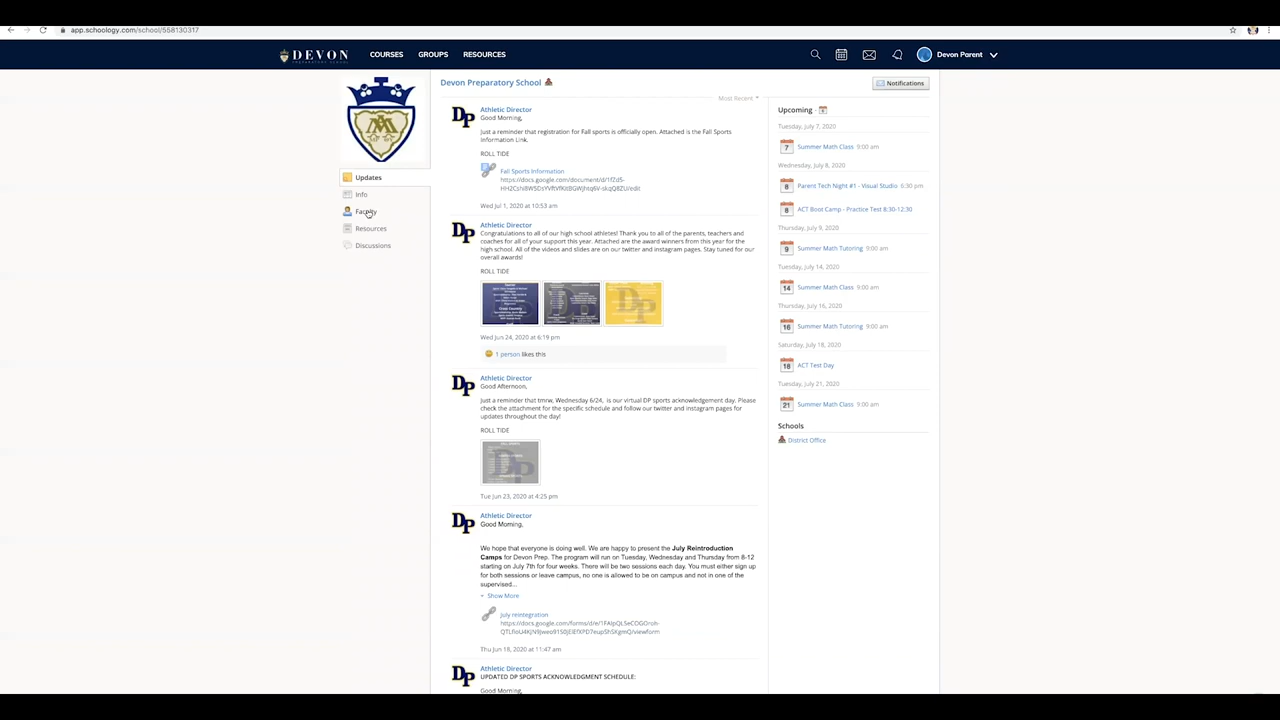 app.schoology.com/school/558130317
DEVON
PREPARATORY SCHOOL
COURSES
GROUPS
RESOURCES
Devon Parent
Updates
Info
Faculty
Resources
Discussions
Devon Preparatory School
Notifications
Most Recent
Athletic Director
Good Morning,
Just a reminder that registration for Fall sports is officially open. Attached is the Fall Sports
Information Link.
ROLL TIDE
Fall Sports Information
Wed Jul 1, 2020 at 10:53 am
Athletic Director
Congratulations to all of our high school athletes! Thank you to all of the parents, teachers and
coaches for all of your support this year. Attached are the award winners from this year for the
high school. All of the videos and slides are on our twitter and instagram pages. Stay tuned for our
overall awards!
ROLL TIDE
Wed Jun 24, 2020 at 6:19 pm
1 person likes this
Athletic Director
Good Afternoon,
Just a reminder that tmrw, Wednesday 6/24, is our virtual DP sports acknowledgement day. Please
check the attachment for the specific schedule and follow our twitter and instagram pages for
updates throughout the day!
ROLL TIDE
Tue Jun 23, 2020 at 4:25 pm
Athletic Director
Good Morning,
We hope that everyone is doing well. We are happy to present the July Reintroduction
Camps for Devon Prep. The program will run on Tuesday, Wednesday and Thursday from 8-12
starting on July 7th for four weeks. There will be two sessions each day. You must either sign up
for both sessions or leave campus, no one is allowed to be on campus and not in one of the
supervised...
Show More
July reintegration
Thu Jun 18, 2020 at 11:47 am
Athletic Director
UPDATED DP SPORTS ACKNOWLEDGMENT SCHEDULE:
Good Morning,
Upcoming
Tuesday, July 7, 2020
7 Summer Math Class 9:00 am
Wednesday, July 8, 2020
8 Parent Tech Night #1 - Visual Studio 6:30 pm
8 ACT Boot Camp - Practice Test 8:30-12:30
Thursday, July 9, 2020
9 Summer Math Tutoring 9:00 am
Tuesday, July 14, 2020
14 Summer Math Class 9:00 am
Thursday, July 16, 2020
16 Summer Math Tutoring 9:00 am
Saturday, July 18, 2020
18 ACT Test Day
Tuesday, July 21, 2020
21 Summer Math Class 9:00 am
Schools
District Office